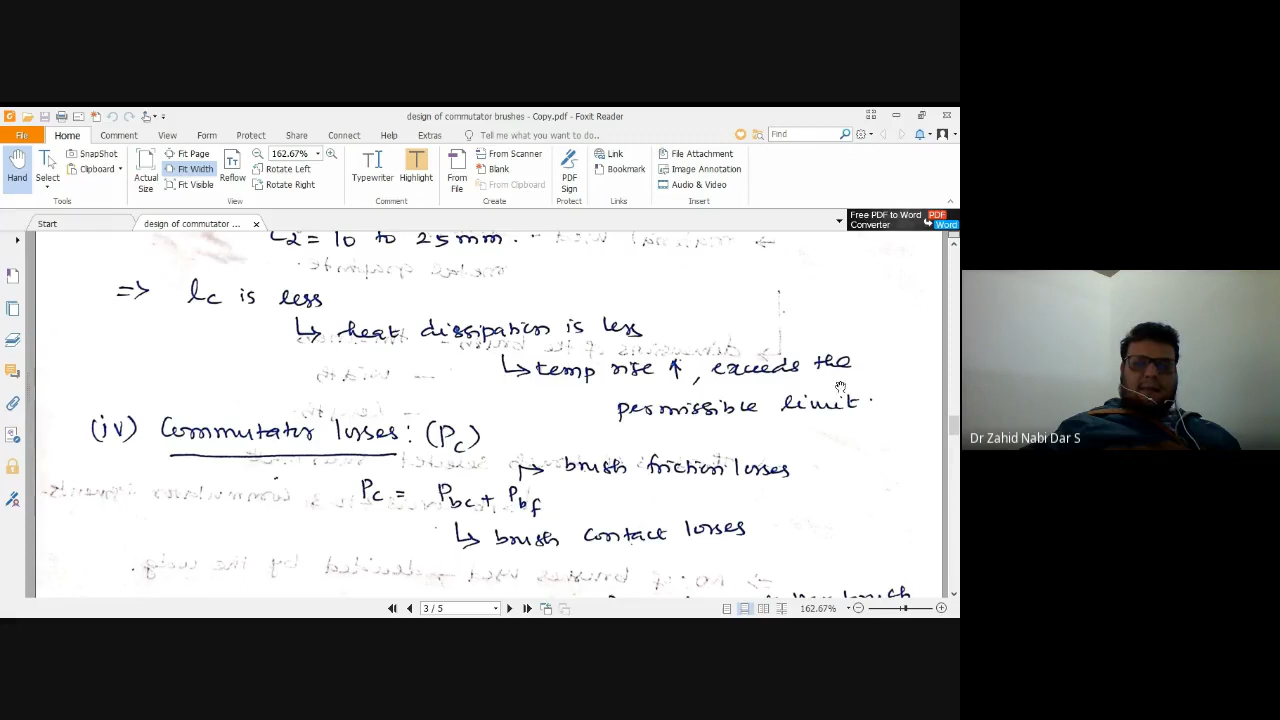 design of commutator brushes - Copy.pdf - Foxit Reader
File Home Comment View Form Protect Share Connect Help Extras Tell me what you want to do... Find
Hand
Select
SnapShot
Clipboard
Tools
Actual Size
Fit Page
Fit Width
Fit Visible
Reflow
162.67%
Rotate Left
Rotate Right
View
Typewriter
Highlight
Comment
From File
From Scanner
Blank
From Clipboard
Create
PDF Sign
Protect
Link
Bookmark
Links
File Attachment
Image Annotation
Audio & Video
Insert
Start
design of commutator ...
Free PDF to Word Converter
PDF
Word
C2 = 10 to 25mm.
=> lc is less
↳ heat dissipation is less
↳ temp rise ↑, exceeds the
permissible limit.
(iv) Commutator losses: (Pc)
↱ brush friction losses
Pc = Pbc + Pbf
↳ brush contact losses
3 / 5
162.67%
Dr Zahid Nabi Dar S